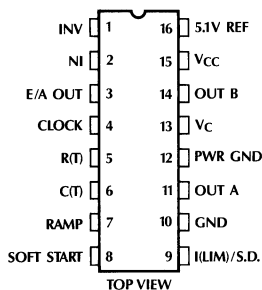 INV 1 16 5.1V REF
NI 2 15 VCC
E/A OUT 3 14 OUT B
CLOCK 4 13 VC
R(T) 5 12 PWR GND
C(T) 6 11 OUT A
RAMP 7 10 GND
SOFT START 8 9 I(LIM)/S.D.
TOP VIEW